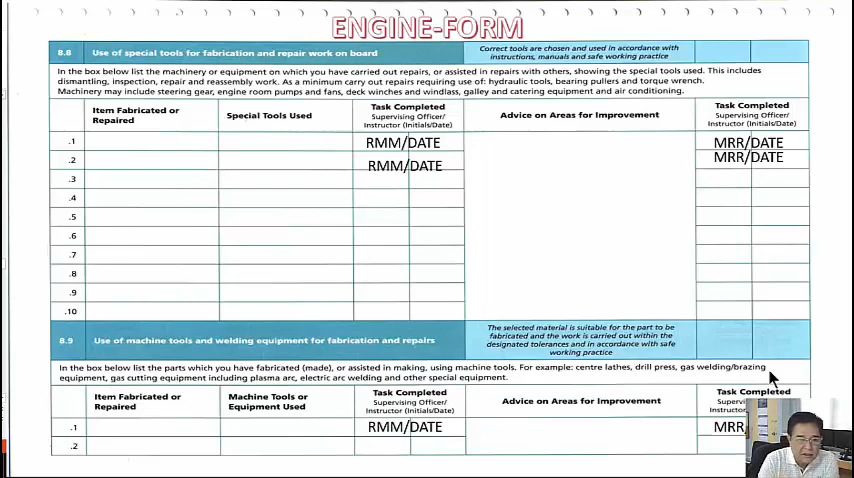 ENGINE-FORM
8.8 Use of special tools for fabrication and repair work on board
Correct tools are chosen and used in accordance with
instructions, manuals and safe working practice
In the box below list the machinery or equipment on which you have carried out repairs, or assisted in repairs with others, showing the special tools used. This includes
dismantling, inspection, repair and reassembly work. As a minimum carry out repairs requiring use of: hydraulic tools, bearing pullers and torque wrench.
Machinery may include steering gear, engine room pumps and fans, deck winches and windlass, galley and catering equipment and air conditioning.
Item Fabricated or
Repaired
Special Tools Used
Task Completed
Supervising Officer/
Instructor (Initials/Date)
Advice on Areas for Improvement
Task Completed
Supervising Officer/
Instructor (Initials/Date)
.1 RMM/DATE MRR/DATE
.2 RMM/DATE MRR/DATE
.3
.4
.5
.6
.7
.8
.9
.10
8.9 Use of machine tools and welding equipment for fabrication and repairs
The selected material is suitable for the part to be
fabricated and the work is carried out within the
designated tolerances and in accordance with safe
working practice
In the box below list the parts which you have fabricated (made), or assisted in making, using machine tools. For example: centre lathes, drill press, gas welding/brazing
equipment, gas cutting equipment including plasma arc, electric arc welding and other special equipment.
Item Fabricated or
Repaired
Machine Tools or
Equipment Used
Task Completed
Supervising Officer/
Instructor (Initials/Date)
Advice on Areas for Improvement
Task Completed
.1 RMM/DATE
.2